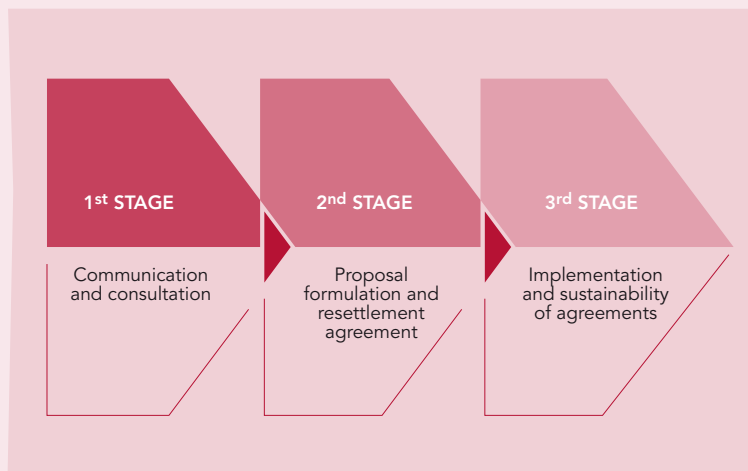 1st STAGE
Communication
and consultation
2nd STAGE
Proposal
formulation and
resettlement
agreement
3rd STAGE
Implementation
and sustainability
of agreements